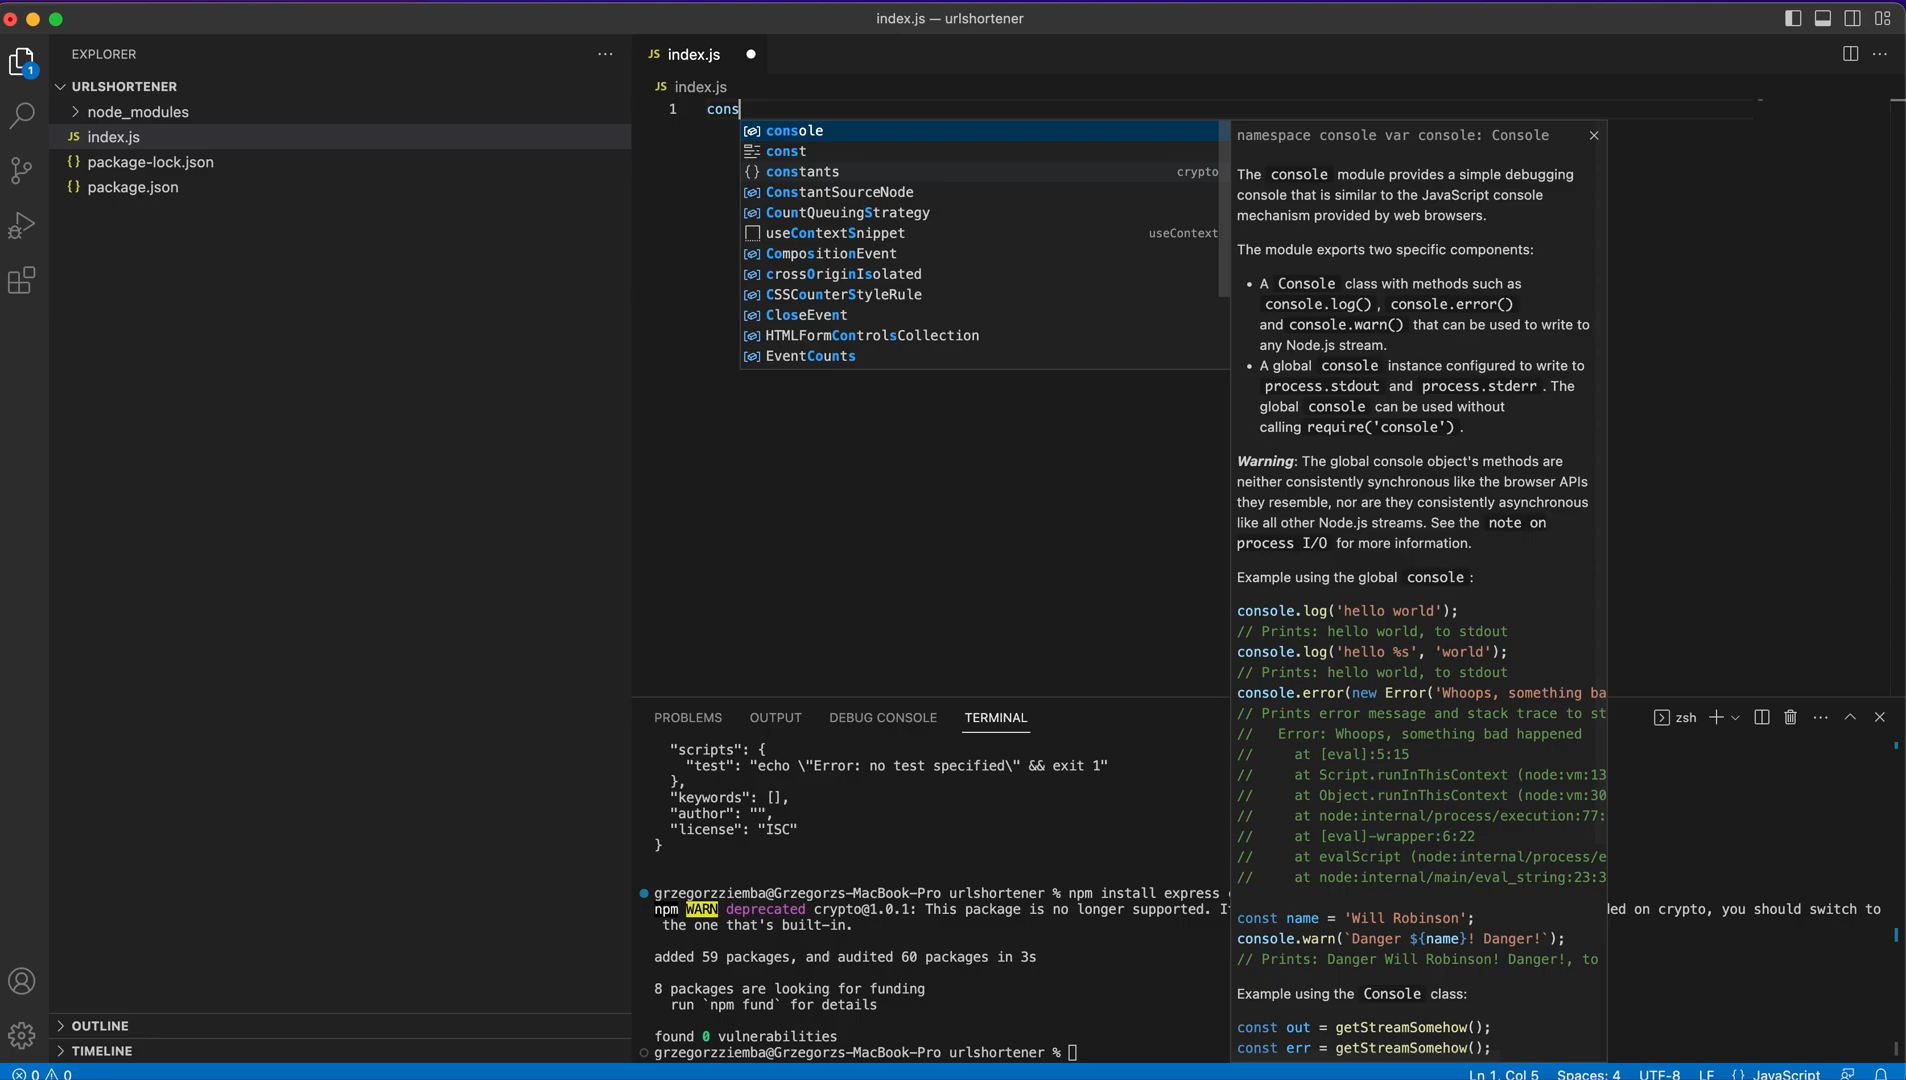 index.js — urlshortener
EXPLORER
1
URLSHORTENER
node_modules
JS index.js
{} package-lock.json
{} package.json
OUTLINE
TIMELINE
JS index.js
JS index.js
1 cons
console
const
{} constants crypto
ConstantSourceNode
CountQueuingStrategy
useContextSnippet useContext
CompositionEvent
crossOriginIsolated
CSSCounterStyleRule
CloseEvent
HTMLFormControlsCollection
EventCounts
namespace console var console: Console
The console module provides a simple debugging
console that is similar to the JavaScript console
mechanism provided by web browsers.
The module exports two specific components:
• A Console class with methods such as
console.log() , console.error()
and console.warn() that can be used to write to
any Node.js stream.
• A global console instance configured to write to
process.stdout and process.stderr . The
global console can be used without
calling require('console') .
Warning: The global console object's methods are
neither consistently synchronous like the browser APIs
they resemble, nor are they consistently asynchronous
like all other Node.js streams. See the note on
process I/O for more information.
Example using the global console :
console.log('hello world');
// Prints: hello world, to stdout
console.log('hello %s', 'world');
// Prints: hello world, to stdout
console.error(new Error('Whoops, something ba
// Prints error message and stack trace to st
//   Error: Whoops, something bad happened
//     at [eval]:5:15
//     at Script.runInThisContext (node:vm:13
//     at Object.runInThisContext (node:vm:30
//     at node:internal/process/execution:77:
//     at [eval]-wrapper:6:22
//     at evalScript (node:internal/process/e
//     at node:internal/main/eval_string:23:3
const name = 'Will Robinson';
console.warn(`Danger ${name}! Danger!`);
// Prints: Danger Will Robinson! Danger!, to
Example using the Console class:
const out = getStreamSomehow();
const err = getStreamSomehow();
PROBLEMS OUTPUT DEBUG CONSOLE TERMINAL
zsh
"scripts": {
"test": "echo \"Error: no test specified\" && exit 1"
},
"keywords": [],
"author": "",
"license": "ISC"
}
grzegorzziemba@Grzegorzs-MacBook-Pro urlshortener % npm install express
npm WARN deprecated crypto@1.0.1: This package is no longer supported. I ed on crypto, you should switch to
the one that's built-in.
added 59 packages, and audited 60 packages in 3s
8 packages are looking for funding
run `npm fund` for details
found 0 vulnerabilities
grzegorzziemba@Grzegorzs-MacBook-Pro urlshortener %
0 0 Ln 1, Col 5 Spaces: 4 UTF-8 LF {} JavaScript